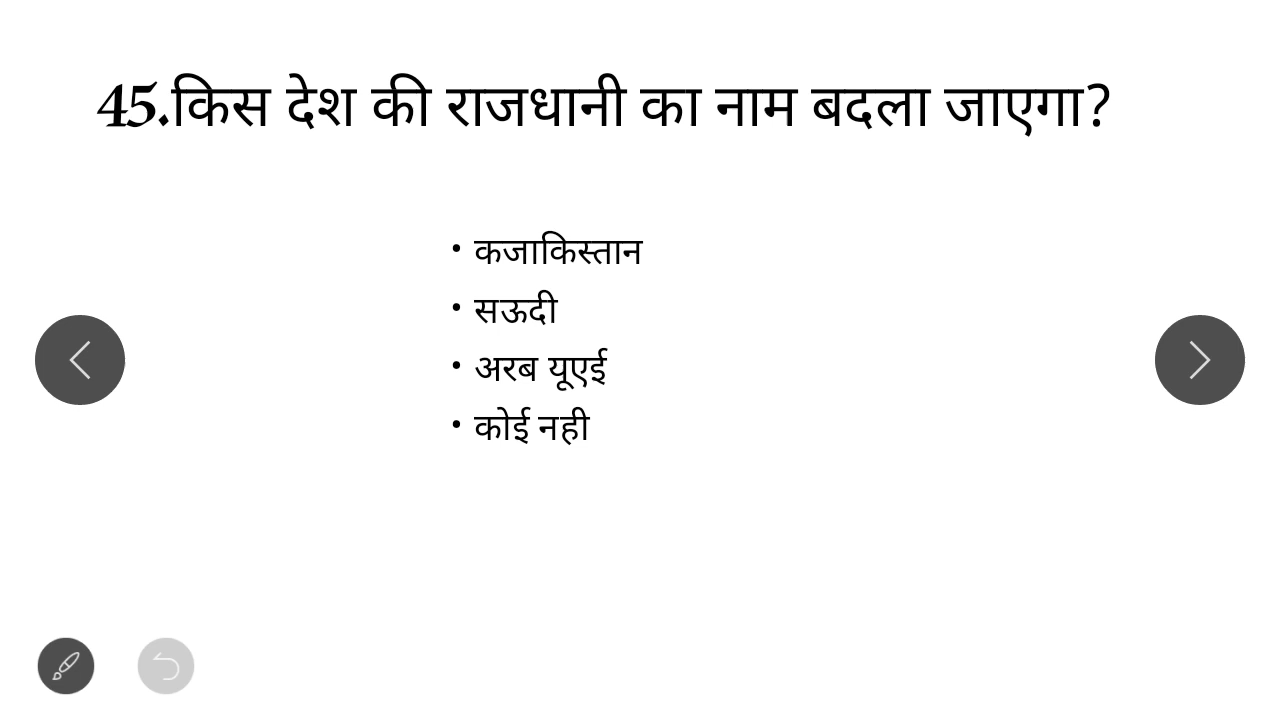 45.किस देश की राजधानी का नाम बदला जाएगा?
• कजाकिस्तान
• सऊदी
• अरब यूएई
• कोई नही